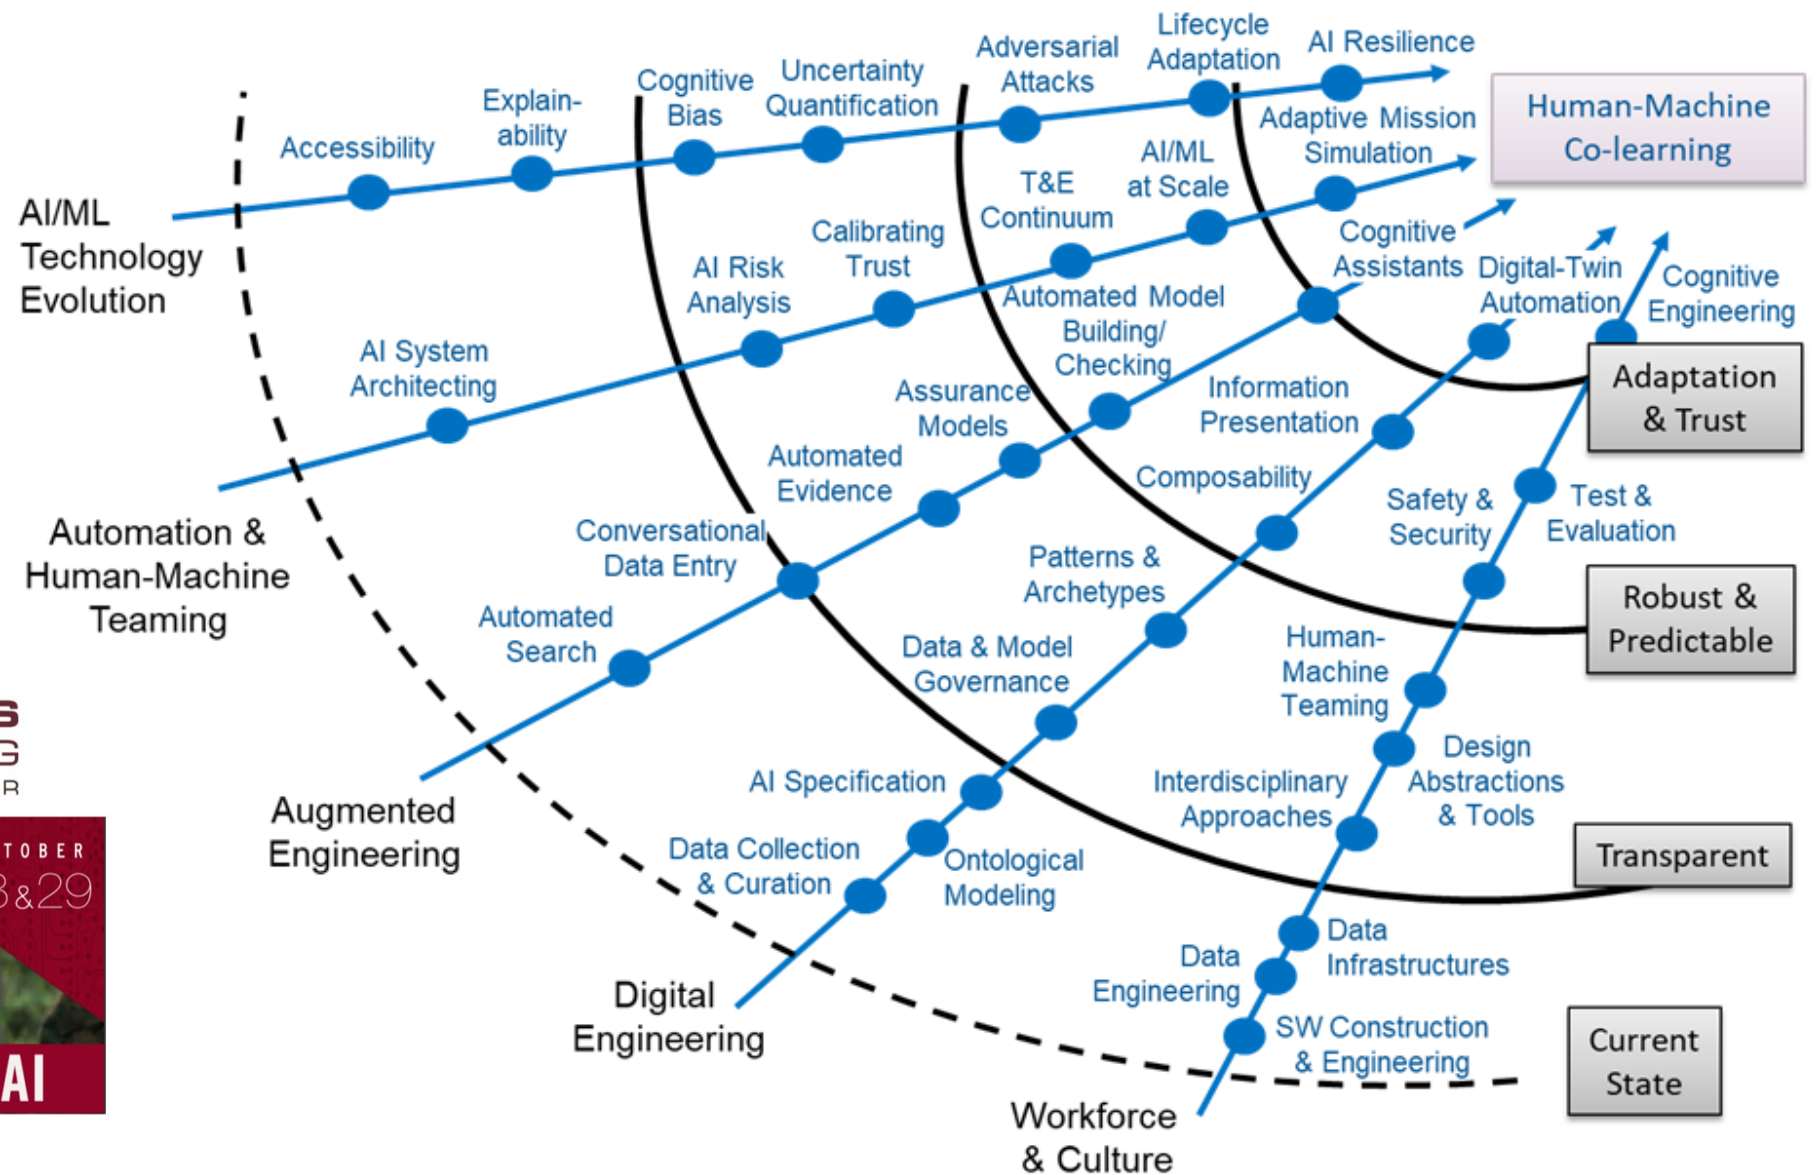 Lifecycle
Adaptation
AI Resilience
Adversarial
Attacks
Uncertainty
Quantification
Cognitive
Bias
Explain-
ability
Accessibility
Human-Machine
Co-learning
Adaptive Mission
Simulation
AI/ML
at Scale
T&E
Continuum
Calibrating
Trust
AI Risk
Analysis
AI System
Architecting
AI/ML
Technology
Evolution
Cognitive
Assistants
Digital-Twin
Automation
Cognitive
Engineering
Automated Model
Building/
Checking
Assurance
Models
Automated
Evidence
Conversational
Data Entry
Automated
Search
Automation &
Human-Machine
Teaming
Adaptation
& Trust
Information
Presentation
Composability
Patterns &
Archetypes
Data & Model
Governance
AI Specification
Data Collection
& Curation
Ontological
Modeling
Safety &
Security
Test &
Evaluation
Robust &
Predictable
Human-
Machine
Teaming
Design
Abstractions
& Tools
Interdisciplinary
Approaches
Transparent
Data
Infrastructures
Data
Engineering
SW Construction
& Engineering
Current
State
Augmented
Engineering
Digital
Engineering
Workforce
& Culture
S
G
R
TOBER
8&29
AI